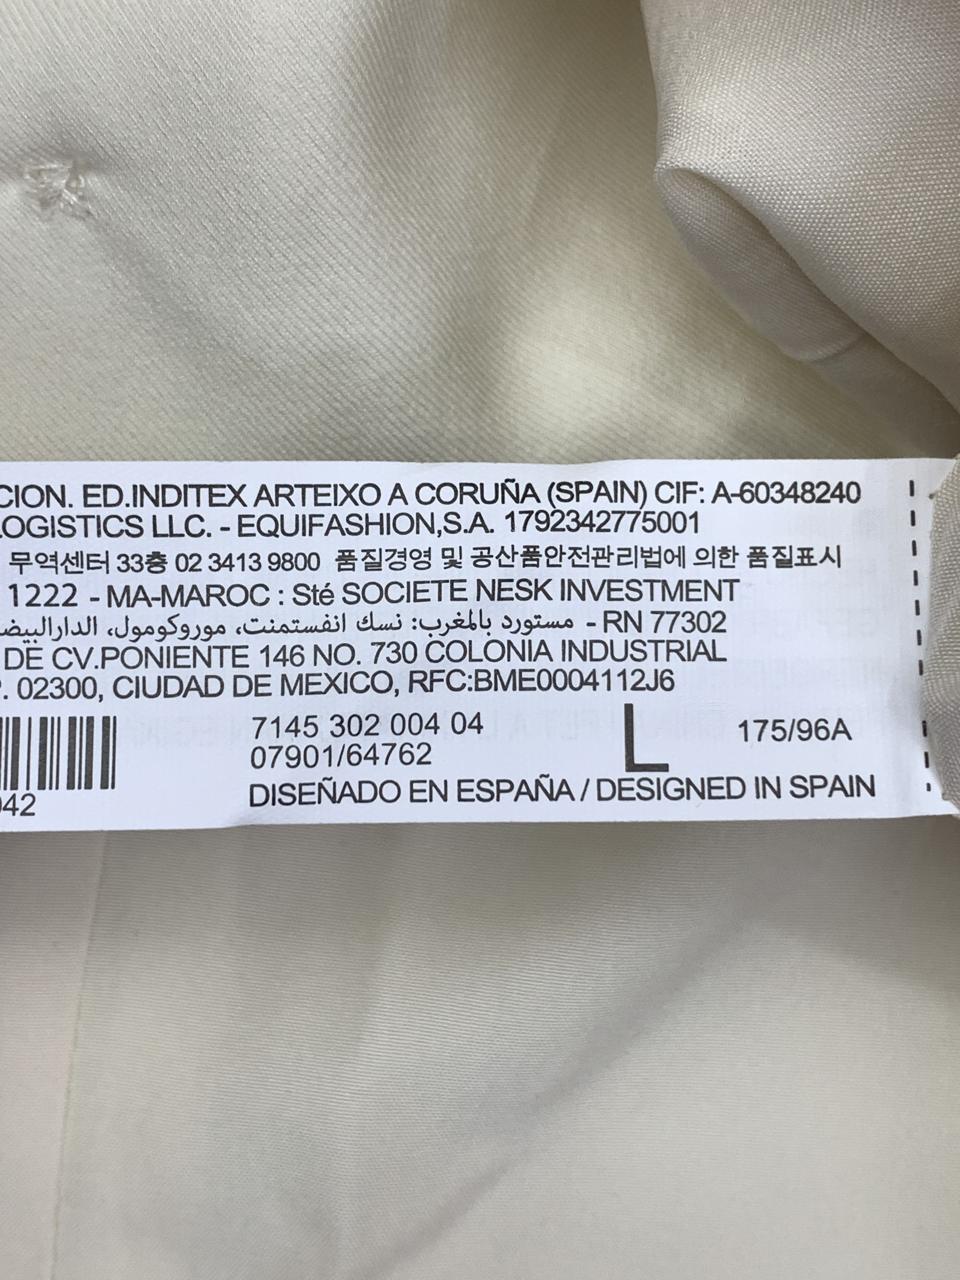 CION. ED.INDITEX ARTEIXO A CORUÑA (SPAIN) CIF: A-60348240
LOGISTICS LLC. - EQUIFASHION,S.A. 1792342775001
무역센터 33층 02 3413 9800 품질경영 및 공산품안전관리법에 의한 품질표시
1222 - MA-MAROC : Sté SOCIETE NESK INVESTMENT
مستورد بالمغرب: نسك انفستمنت، موروكومول، الدارالبيض - RN 77302
DE CV.PONIENTE 146 NO. 730 COLONIA INDUSTRIAL
P. 02300, CIUDAD DE MEXICO, RFC:BME0004112J6
7145 302 004 04 L 175/96A
07901/64762
042 DISEÑADO EN ESPAÑA / DESIGNED IN SPAIN